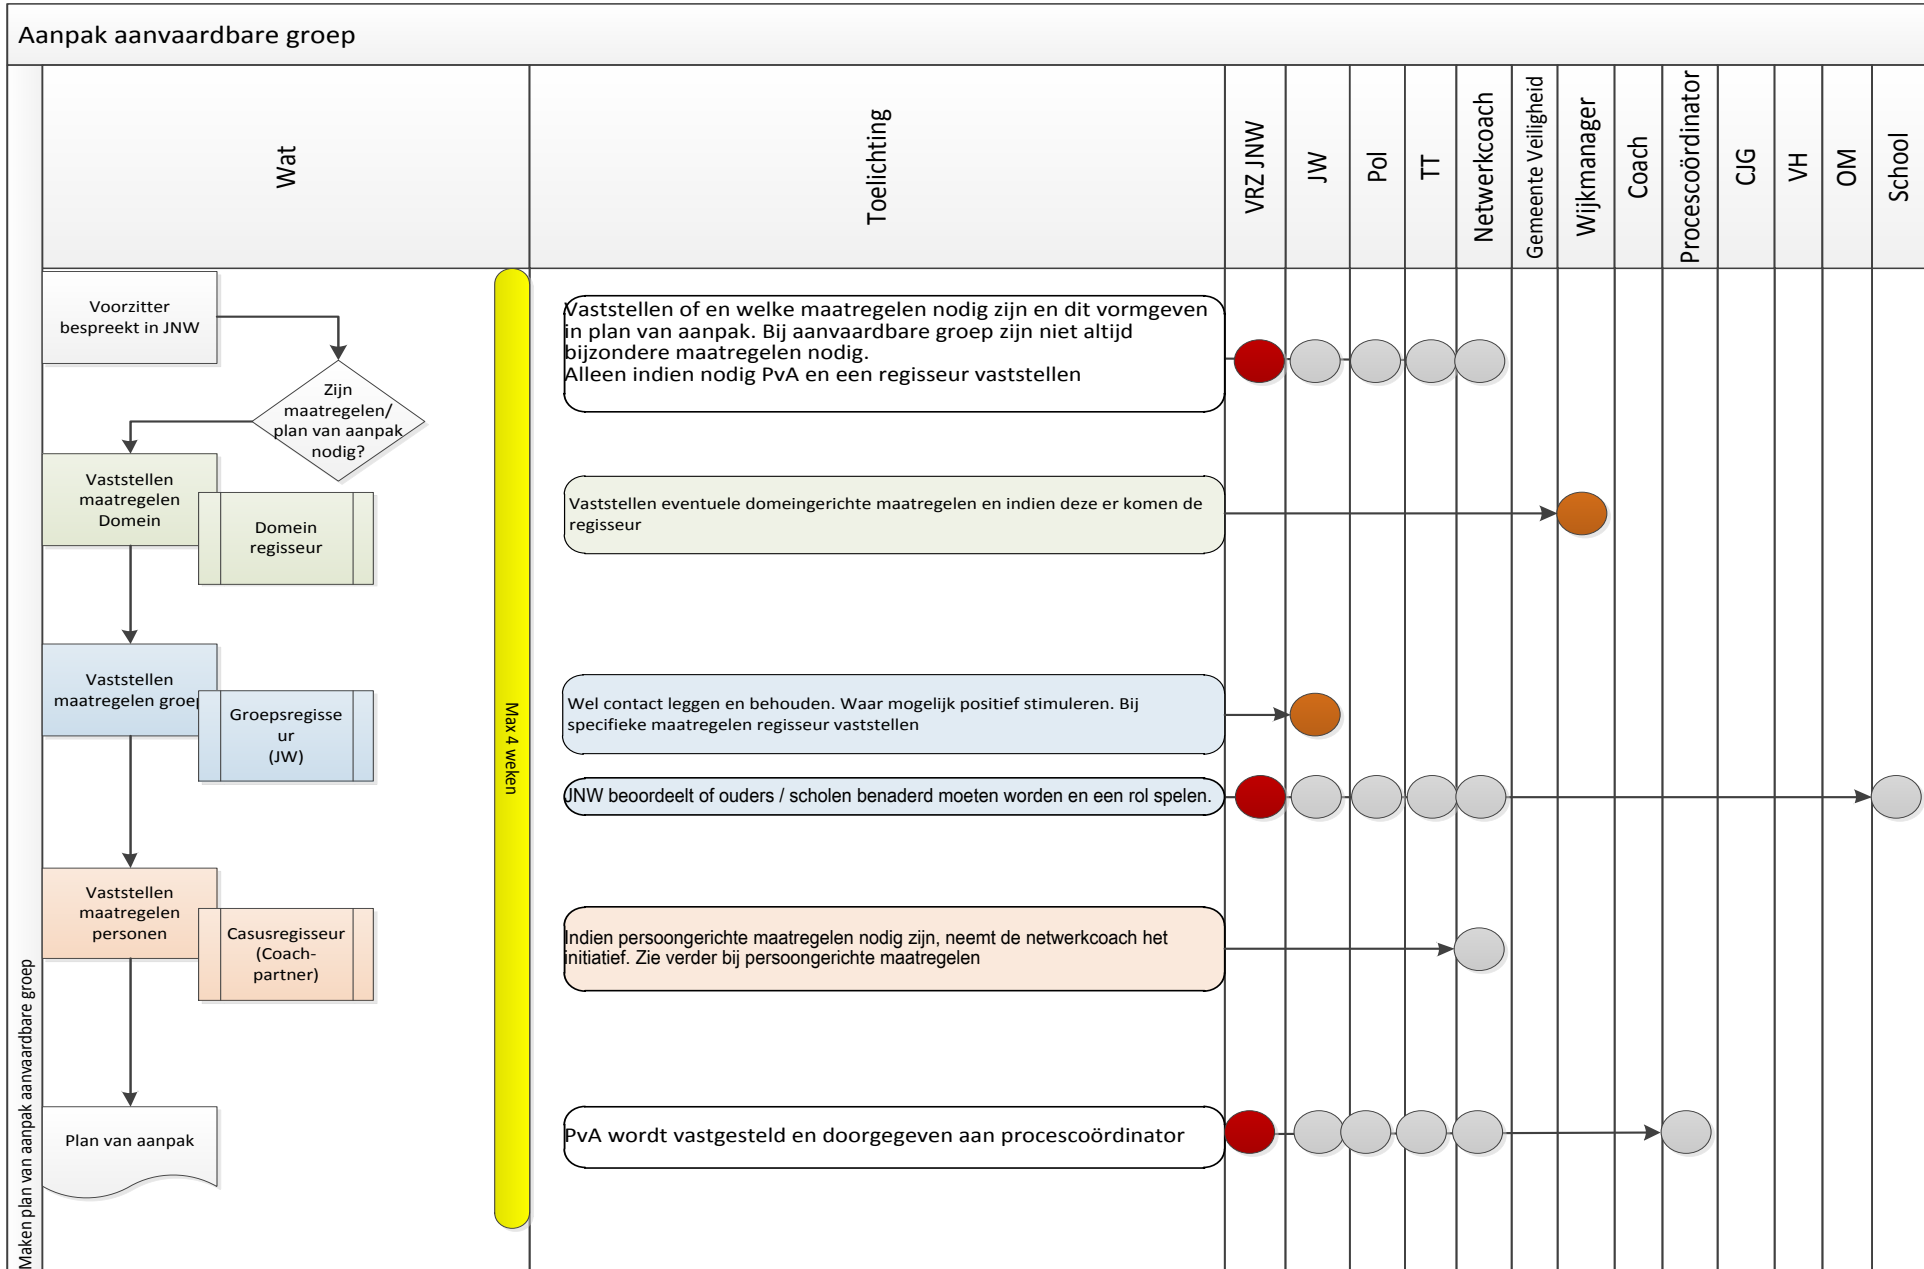 Aanpak aanvaardbare groep
Wat
Toelichting
VRZ JNW
JW
Pol
TT
Netwerkcoach
Gemeente Veiligheid
Wijkmanager
Coach
Procescoördinator
CJG
VH
OM
School
Maken plan van aanpak aanvaardbare groep
Voorzitter
bespreekt in JNW
Zijn
maatregelen/
plan van aanpak
nodig?
Vaststellen
maatregelen
Domein
Domein
regisseur
Vaststellen
maatregelen groep
Groepsregisse
ur
(JW)
Vaststellen
maatregelen
personen
Casusregisseur
(Coach-
partner)
Plan van aanpak
Max 4 weken
Vaststellen of en welke maatregelen nodig zijn en dit vormgeven
in plan van aanpak. Bij aanvaardbare groep zijn niet altijd
bijzondere maatregelen nodig.
Alleen indien nodig PvA en een regisseur vaststellen
Vaststellen eventuele domeingerichte maatregelen en indien deze er komen de
regisseur
Wel contact leggen en behouden. Waar mogelijk positief stimuleren. Bij
specifieke maatregelen regisseur vaststellen
JNW beoordeelt of ouders / scholen benaderd moeten worden en een rol spelen.
Indien persoongerichte maatregelen nodig zijn, neemt de netwerkcoach het
initiatief. Zie verder bij persoongerichte maatregelen
PvA wordt vastgesteld en doorgegeven aan procescoördinator